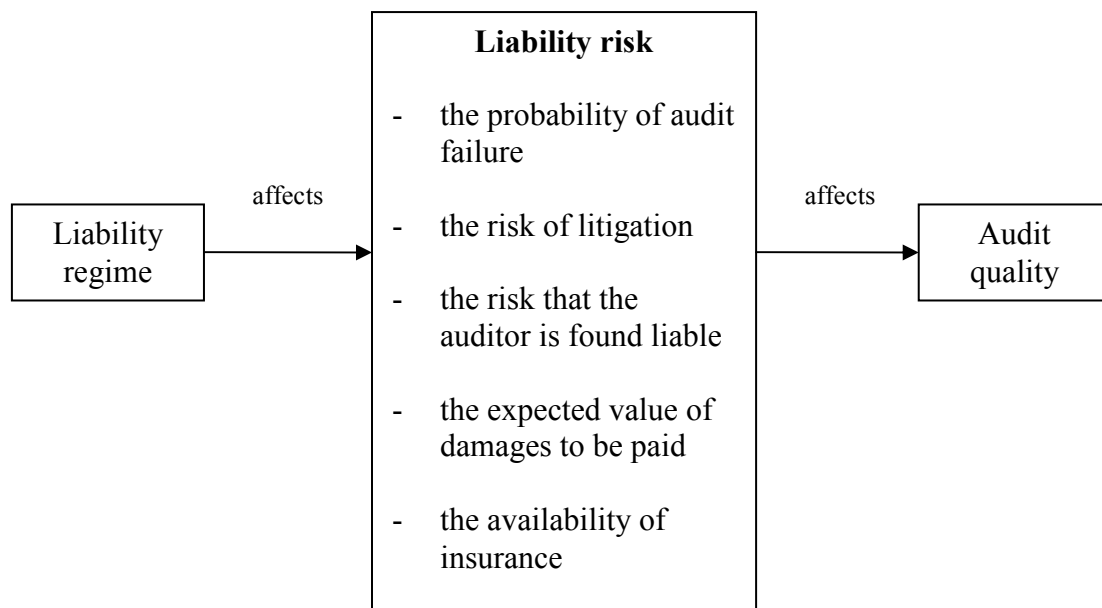 Liability risk
- the probability of audit
failure
affects
affects
Liability
regime
- the risk of litigation
Audit
quality
- the risk that the
auditor is found liable
- the expected value of
damages to be paid
- the availability of
insurance